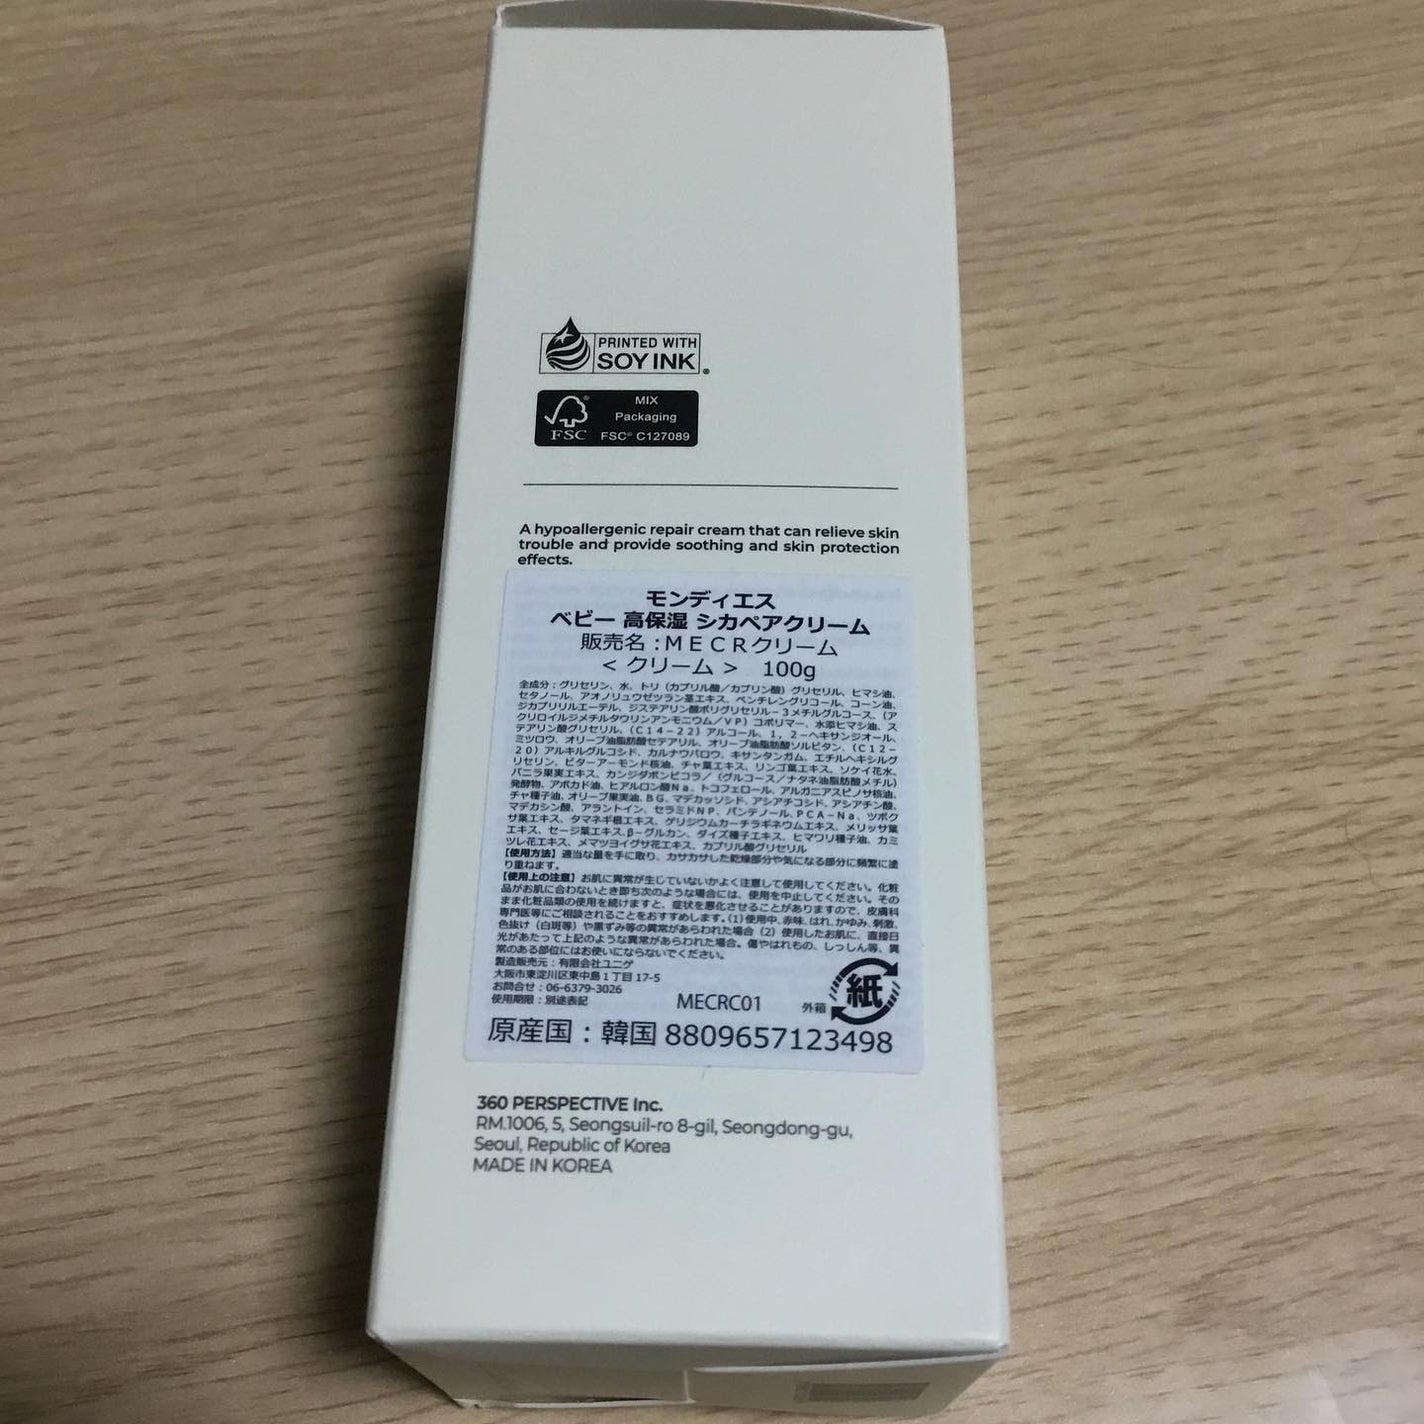 PRINTED WITH
SOY INK
MIX
Packaging
FSC FSC® C127089
A hypoallergenic repair cream that can relieve skin
trouble and provide soothing and skin protection
effects.
モンディエス
ベビー 高保湿 シカペアクリーム
販売名：ＭＥＣＲクリーム
＜ クリーム ＞ 100g
全成分：グリセリン、水、トリ（カプリル酸／カプリン酸）グリセリル、ヒマシ油、
セタノール、アオノリュウゼツラン茎エキス、ペンチレングリコール、コーン油、
ジカプリリルエーテル、ジステアリン酸ポリグリセリル－３メチルグルコース、（ア
クリロイルジメチルタウリンアンモニウム／ＶＰ）コポリマー、水添ヒマシ油、ス
テアリン酸グリセリル、（Ｃ１４－２２）アルコール、１，２－ヘキサンジオール、
ミツロウ、オリーブ油脂肪酸セテアリル、オリーブ油脂肪酸ソルビタン、（Ｃ１２－
２０）アルキルグルコシド、カルナウバロウ、キサンタンガム、エチルヘキシルグ
リセリン、ビターアーモンド核油、チャ葉エキス、リンゴ葉エキス、ソケイ花水、
バニラ果実エキス、カンジダボンビコラ／（グルコース／ナタネ油脂肪酸メチル）
発酵物、アボカド油、ヒアルロン酸Ｎａ、トコフェロール、アルガニアスピノサ核油、
チャ種子油、オリーブ果実油、ＢＧ、マデカッソシド、アシアチコシド、アシアチン酸、
マデカシン酸、アラントイン、セラミドＮＰ、パンテノール、ＰＣＡ－Ｎａ、ツボク
サ葉エキス、タマネギ根エキス、ゲリジウムカーチラギネウムエキス、メリッサ葉
エキス、セージ葉エキス、β－グルカン、ダイズ種子エキス、ヒマワリ種子油、カミ
ツレ花エキス、メマツヨイグサ花エキス、カプリル酸グリセリル
【使用方法】適当な量を手に取り、カサカサした乾燥部分や気になる部分に頻繁に塗
り重ねます。
【使用上の注意】お肌に異常が生じていないかよく注意して使用してください。化粧
品がお肌に合わないとき即ち次のような場合には、使用を中止してください。その
まま化粧品類の使用を続けますと、症状を悪化させることがありますので、皮膚科
専門医等にご相談されることをおすすめします。（1）使用中、赤味、はれ、かゆみ、刺激、
色抜け（白斑等）や黒ずみ等の異常があらわれた場合（2）使用したお肌に、直接日
光があたって上記のような異常があらわれた場合。傷やはれもの、しっしん等、異
常のある部位にはお使いにならないでください。
製造販売元：有限会社ユニゲ
大阪市東淀川区東中島１丁目 17-5
お問合せ：06-6379-3026
使用期限：別途表記 MECRC01 外箱 紙
原産国：韓国 8809657123498
360 PERSPECTIVE Inc.
RM.1006, 5, Seongsuil-ro 8-gil, Seongdong-gu,
Seoul, Republic of Korea
MADE IN KOREA